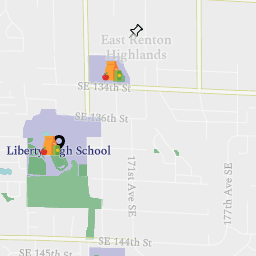 East Renton
Highlands
SE 134th St
SE 136th St
Liberty High School
171st Ave SE
177th Ave SE
SE 144th St
SE 145th St